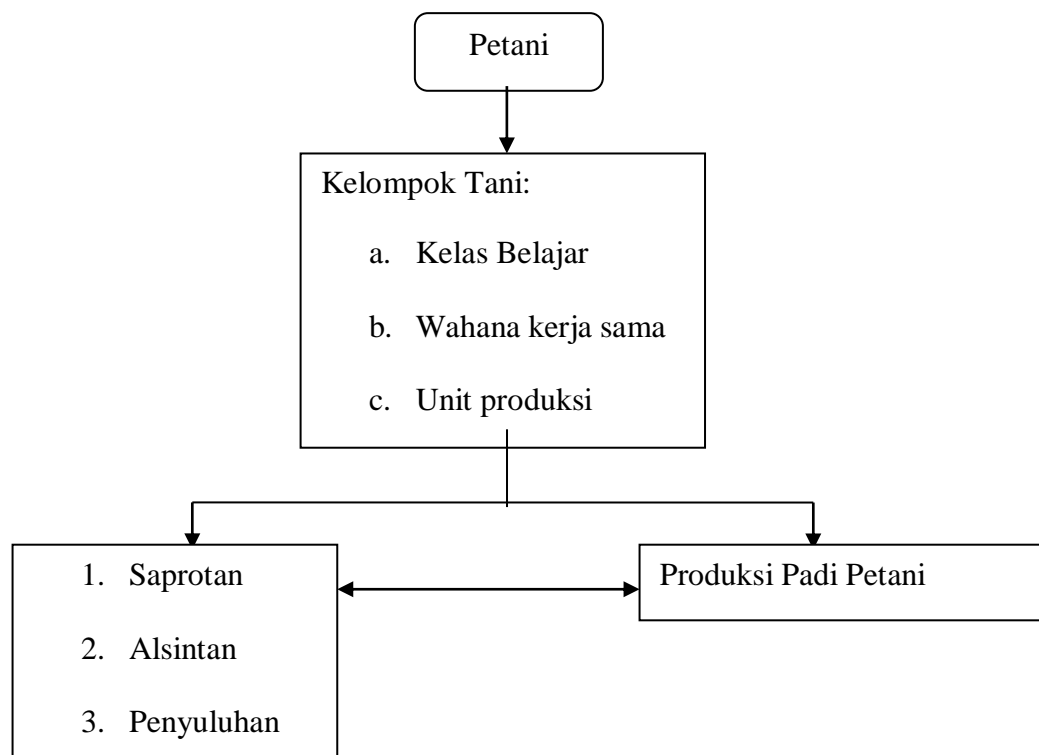 Petani
Kelompok Tani:
a. Kelas Belajar
b. Wahana kerja sama
c. Unit produksi
1. Saprotan
2. Alsintan
3. Penyuluhan
Produksi Padi Petani